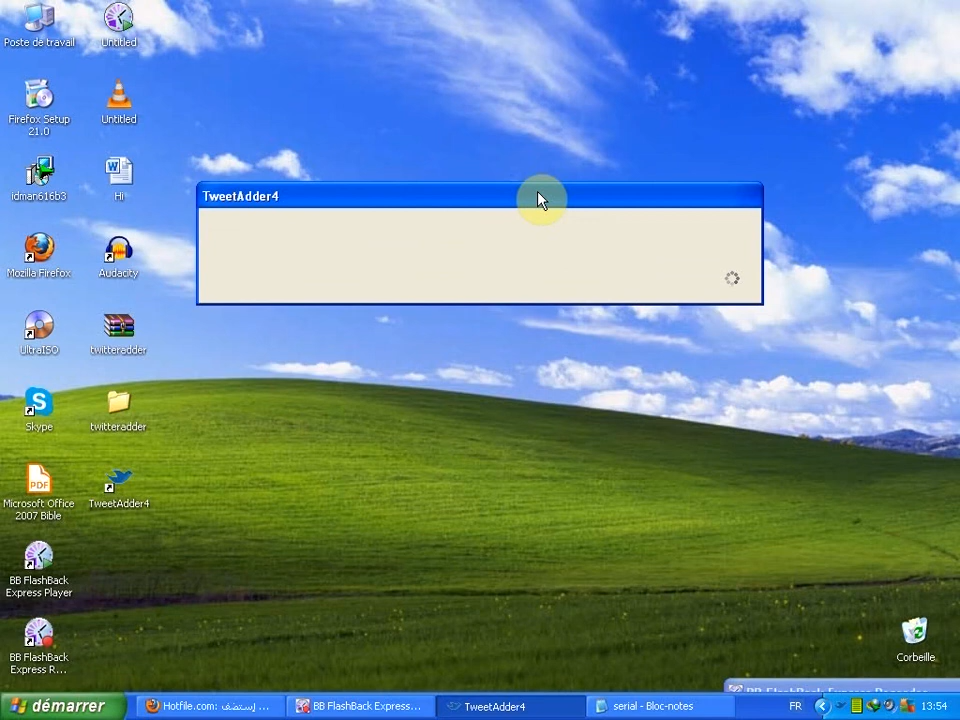 Poste de travail
Untitled
Firefox Setup
21.0
Untitled
idman616b3
Hi
Mozilla Firefox
Audacity
UltraISO
twitteradder
Skype
twitteradder
Microsoft Office
2007 Bible
TweetAdder4
BB FlashBack
Express Player
BB FlashBack
Express R...
TweetAdder4
Corbeille
démarrer
Hotfile.com: إستضف ...
BB FlashBack Express...
TweetAdder4
serial - Bloc-notes
FR
13:54